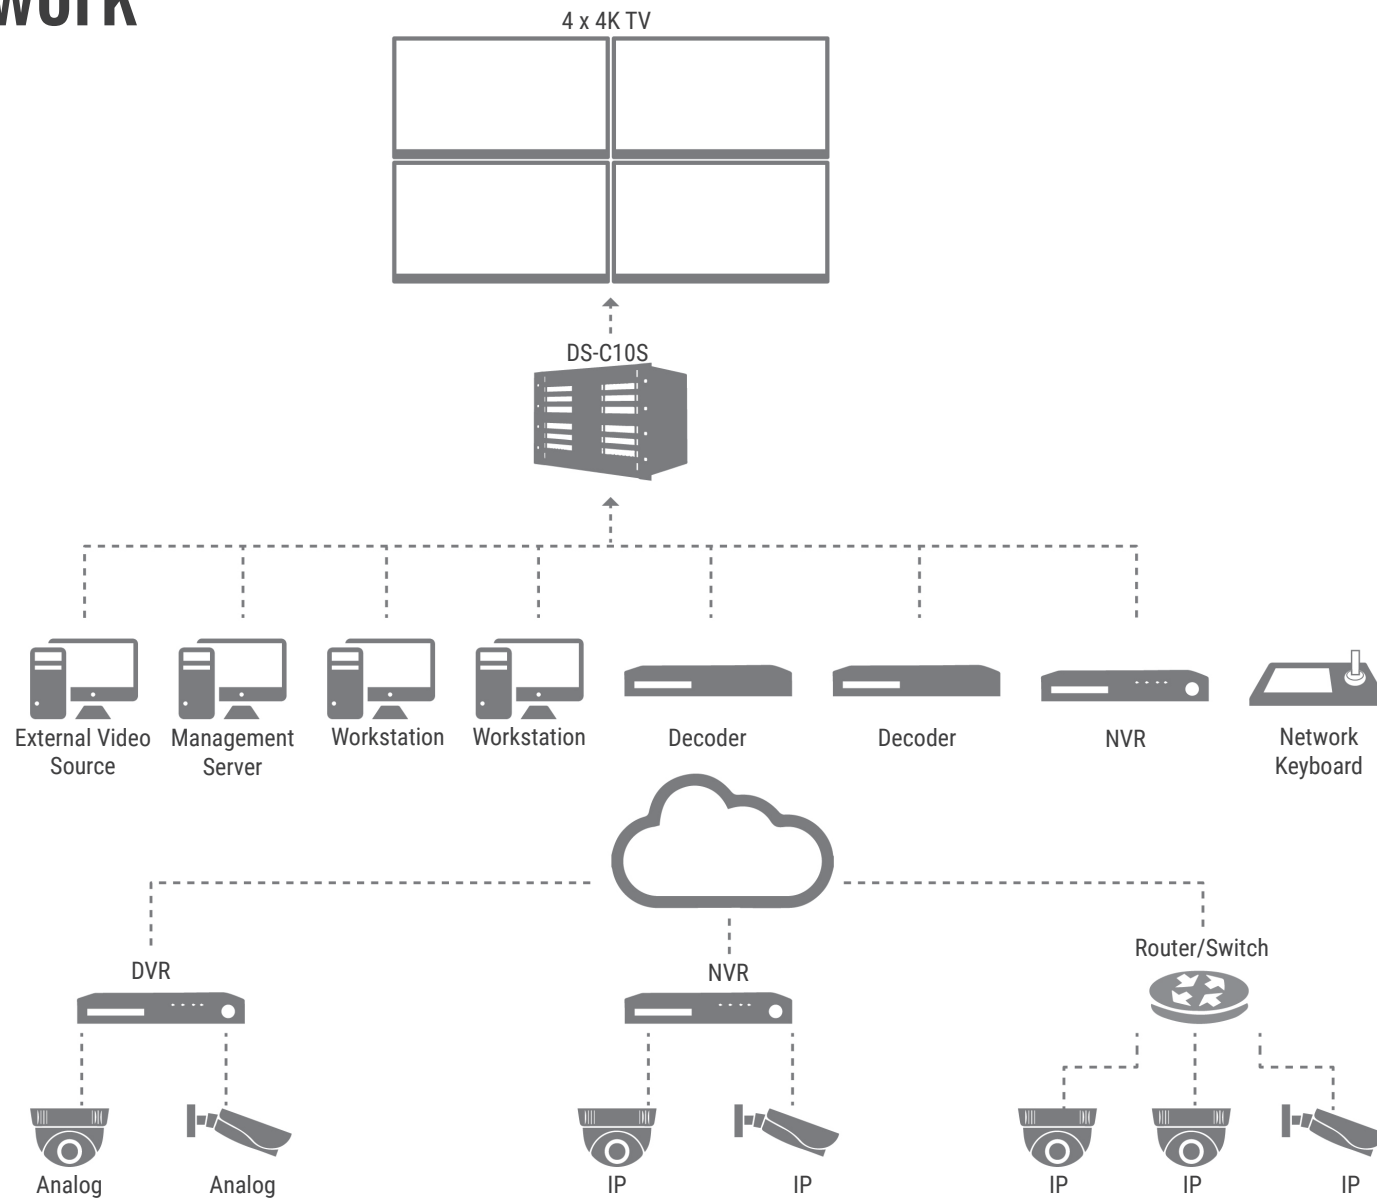 4 x 4K TV
DS-C10S
External Video
Source
Management
Server
Workstation
Workstation
Decoder
Decoder
NVR
Network
Keyboard
DVR
NVR
Router/Switch
Analog
Analog
IP
IP
IP
IP
IP